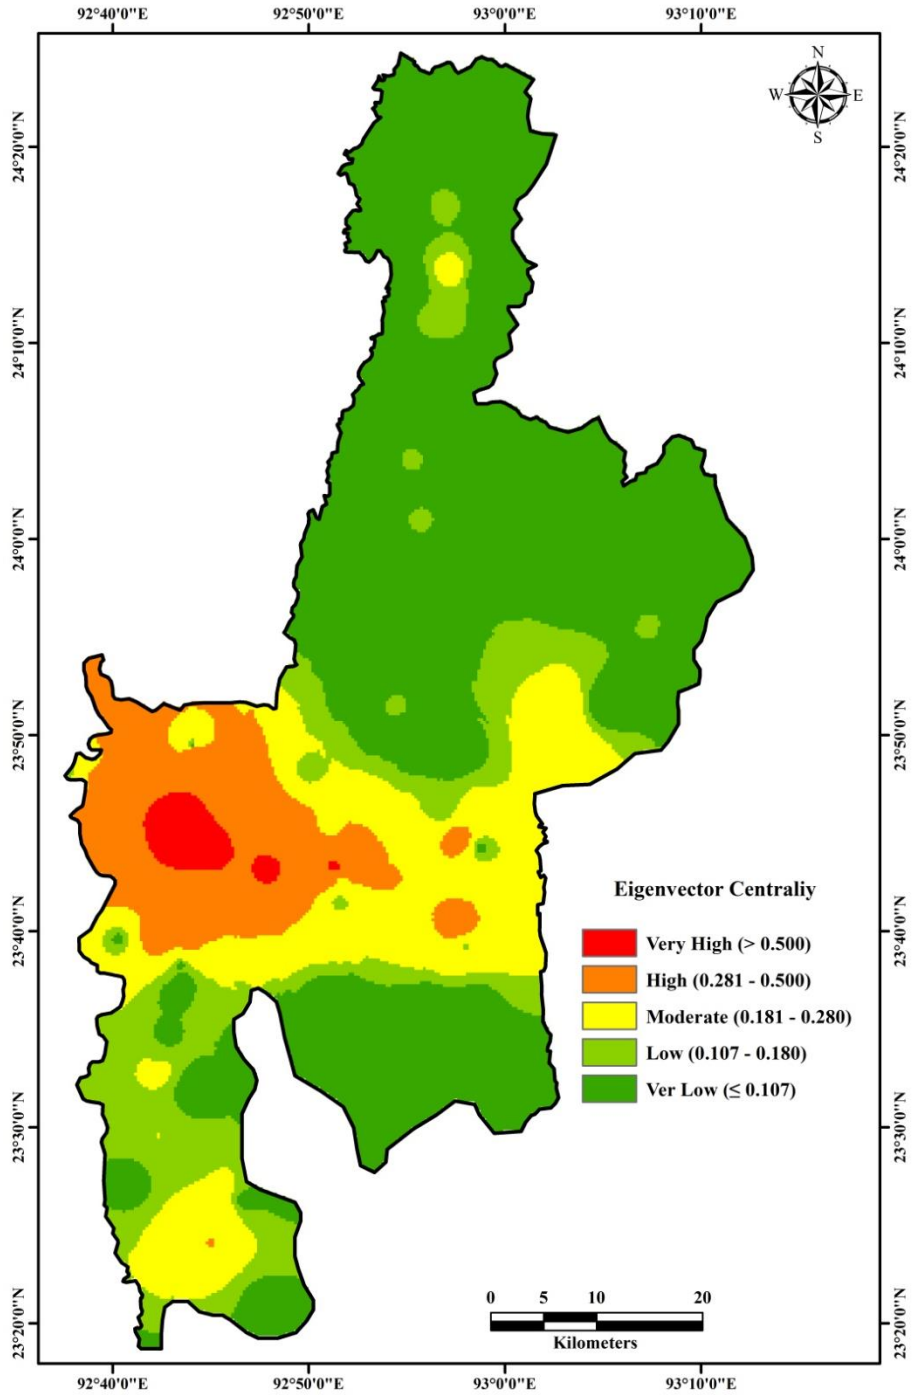 92°40'0"E 92°50'0"E 93°0'0"E 93°10'0"E
N
W E
S
24°20'0"N 24°20'0"N
24°10'0"N 24°10'0"N
24°0'0"N 24°0'0"N
23°50'0"N 23°50'0"N
23°40'0"N 23°40'0"N
23°30'0"N 23°30'0"N
23°20'0"N 23°20'0"N
Eigenvector Centraliy
Very High (> 0.500)
High (0.281 - 0.500)
Moderate (0.181 - 0.280)
Low (0.107 - 0.180)
Ver Low (≤ 0.107)
0 5 10 20
Kilometers
92°40'0"E 92°50'0"E 93°0'0"E 93°10'0"E